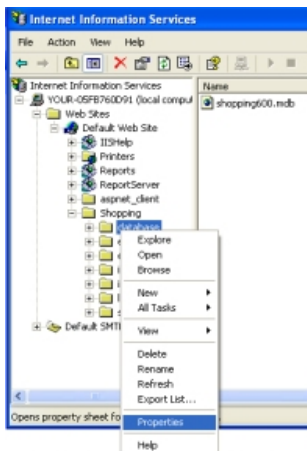 Internet Information Services
File Action View Help
Name
Internet Information Services
YOUR-05FB760D91 (local comput
shopping600.mdb
Web Sites
Default Web Site
IISHelp
Printers
Reports
ReportServer
aspnet_client
Shopping
database
Explore
Open
Browse
New
All Tasks
View
Default SMT
Delete
Rename
Refresh
Export List...
Properties
Help
Opens property sheet fo